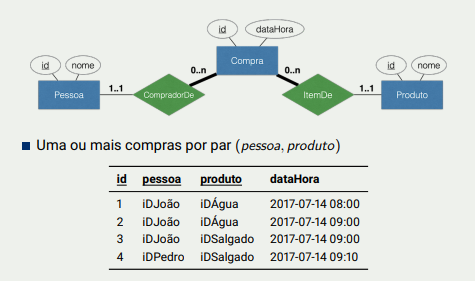 id dataHora
id nome Compra id nome
0..n 0..n
1..1 1..1
Pessoa CompradorDe ItemDe Produto
Uma ou mais compras por par (pessoa, produto)
id pessoa produto dataHora
1 iDJoão iDÁgua 2017-07-14 08:00
2 iDJoão iDÁgua 2017-07-14 09:00
3 iDJoão iDSalgado 2017-07-14 09:00
4 iDPedro iDSalgado 2017-07-14 09:10